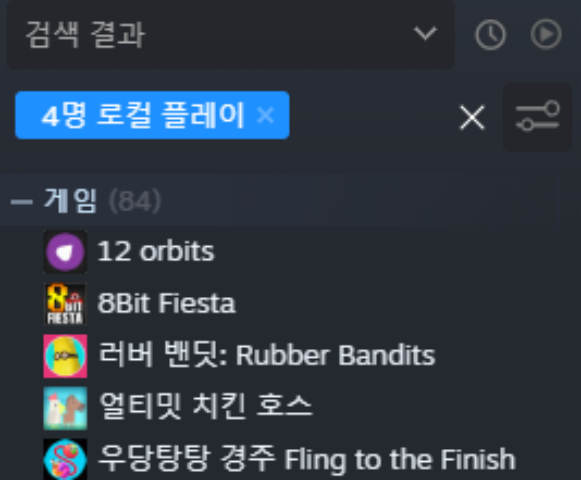 검색 결과
4명 로컬 플레이 ×
게임 (84)
12 orbits
8BIT FIESTA
8Bit Fiesta
러버 밴딧: Rubber Bandits
얼티밋 치킨 호스
우당탕탕 경주 Fling to the Finish